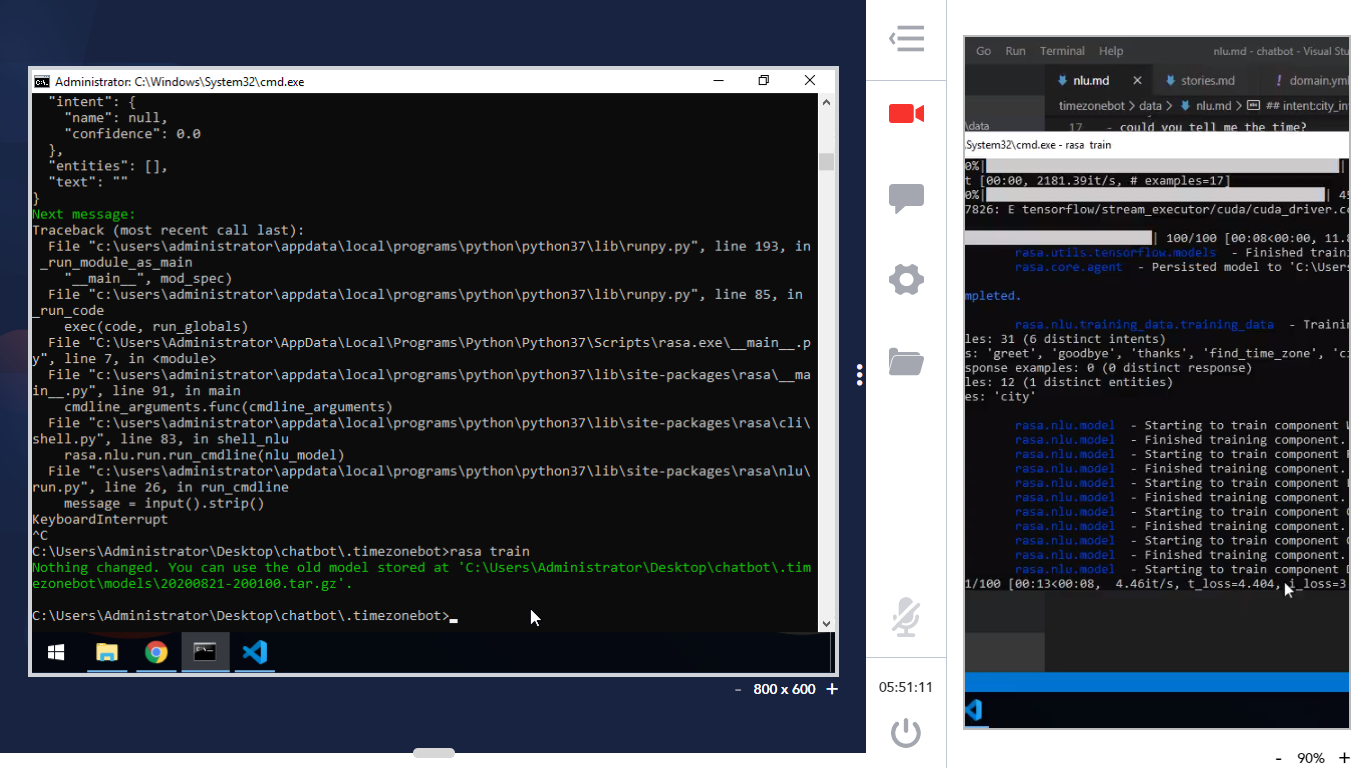 Administrator: C:\Windows\System32\cmd.exe
"intent": {
"name": null,
"confidence": 0.0
},
"entities": [],
"text": ""
}
Next message:
Traceback (most recent call last):
File "c:\users\administrator\appdata\local\programs\python\python37\lib\runpy.py", line 193, in
_run_module_as_main
"__main__", mod_spec)
File "c:\users\administrator\appdata\local\programs\python\python37\lib\runpy.py", line 85, in
_run_code
exec(code, run_globals)
File "C:\Users\Administrator\AppData\Local\Programs\Python\Python37\Scripts\rasa.exe\__main__.p
y", line 7, in <module>
File "c:\users\administrator\appdata\local\programs\python\python37\lib\site-packages\rasa\__ma
in__.py", line 91, in main
cmdline_arguments.func(cmdline_arguments)
File "c:\users\administrator\appdata\local\programs\python\python37\lib\site-packages\rasa\cli\
shell.py", line 83, in shell_nlu
rasa.nlu.run.run_cmdline(nlu_model)
File "c:\users\administrator\appdata\local\programs\python\python37\lib\site-packages\rasa\nlu\
run.py", line 26, in run_cmdline
message = input().strip()
KeyboardInterrupt
^C
C:\Users\Administrator\Desktop\chatbot\.timezonebot>rasa train
Nothing changed. You can use the old model stored at 'C:\Users\Administrator\Desktop\chatbot\.tim
ezonebot\models\20200821-200100.tar.gz'.
C:\Users\Administrator\Desktop\chatbot\.timezonebot>
- 800 x 600 +
05:51:11
Go Run Terminal Help nlu.md - chatbot - Visual Stu
nlu.md stories.md ! domain.yml
timezonebot > data > nlu.md > ## intent:city_in
\data
17 - could you tell me the time?
System32\cmd.exe - rasa train
0%|
t [00:00, 2181.39it/s, # examples=17]
0%| | 45
7826: E tensorflow/stream_executor/cuda/cuda_driver.cc
| 100/100 [00:08<00:00, 11.8
rasa.utils.tensorflow.models - Finished traini
rasa.core.agent - Persisted model to 'C:\Users
mpleted.
rasa.nlu.training_data.training_data - Trainin
les: 31 (6 distinct intents)
s: 'greet', 'goodbye', 'thanks', 'find_time_zone', 'ci
sponse examples: 0 (0 distinct response)
les: 12 (1 distinct entities)
es: 'city'
rasa.nlu.model - Starting to train component
rasa.nlu.model - Finished training component.
rasa.nlu.model - Starting to train component
rasa.nlu.model - Finished training component.
rasa.nlu.model - Starting to train component
rasa.nlu.model - Finished training component.
rasa.nlu.model - Starting to train component
rasa.nlu.model - Finished training component.
rasa.nlu.model - Starting to train component
rasa.nlu.model - Finished training component.
rasa.nlu.model - Starting to train component
1/100 [00:13<00:08, 4.46it/s, t_loss=4.404, i_loss=3
- 90% +